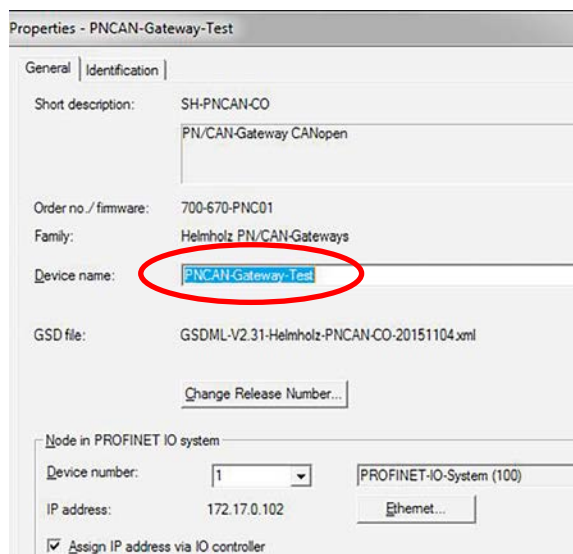 Properties - PNCAN-Gateway-Test
General Identification
Short description: SH-PNCAN-CO
PN/CAN-Gateway CANopen
Order no./ firmware: 700-670-PNC01
Family: Helmholz PN/CAN-Gateways
Device name: PNCAN-Gateway-Test
GSD file: GSDML-V2.31-Helmholz-PNCAN-CO-20151104.xml
Change Release Number...
Node in PROFINET IO system
Device number: 1 PROFINET-IO-System (100)
IP address: 172.17.0.102 Ethernet...
Assign IP address via IO controller